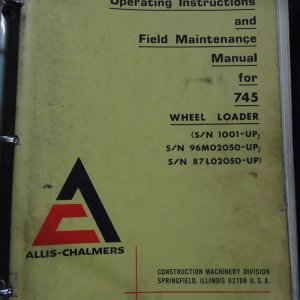 Operating Instructions
and
Field Maintenance
Manual
for
745
WHEEL LOADER
(S/N 1001-UP;
S/N 96M02050-UP;
S/N 87L02050-UP)
ALLIS-CHALMERS
CONSTRUCTION MACHINERY DIVISION
SPRINGFIELD, ILLINOIS 62708 U. S. A.